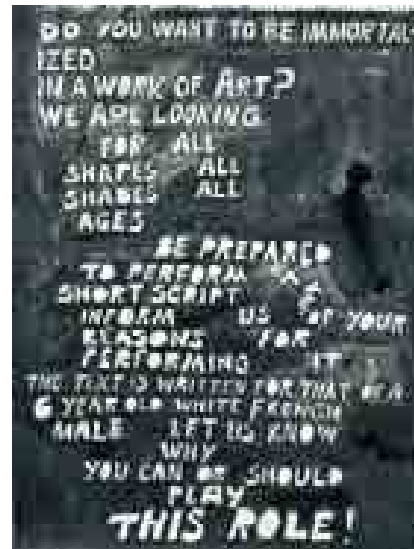 DO YOU WANT TO BE IMMORTAL-
IZED
IN A WORK OF ART?
WE ARE LOOKING
FOR ALL
SHAPES ALL
SHADES ALL
AGES
BE PREPARED
TO PERFORM A
SHORT SCRIPT &
INFORM US OF YOUR
REASONS FOR
PERFORMING IT
THE TEXT IS WRITTEN FOR THAT OF A
6 YEAR OLD WHITE FRENCH
MALE LET US KNOW
WHY
YOU CAN OR SHOULD
PLAY
THIS ROLE!